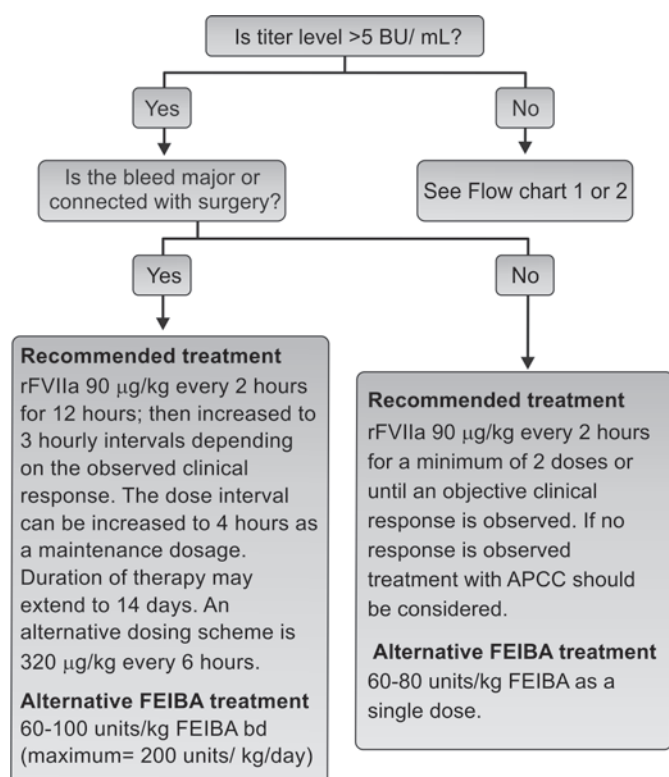 Is titer level >5 BU/ mL?
Yes
No
Is the bleed major or
connected with surgery?
See Flow chart 1 or 2
Yes
No
Recommended treatment
rFVIIa 90 μg/kg every 2 hours
for 12 hours; then increased to
3 hourly intervals depending
on the observed clinical
response. The dose interval
can be increased to 4 hours as
a maintenance dosage.
Duration of therapy may
extend to 14 days. An
alternative dosing scheme is
320 μg/kg every 6 hours.
Alternative FEIBA treatment
60-100 units/kg FEIBA bd
(maximum= 200 units/ kg/day)
Recommended treatment
rFVIIa 90 μg/kg every 2 hours
for a minimum of 2 doses or
until an objective clinical
response is observed. If no
response is observed
treatment with APCC should
be considered.
Alternative FEIBA treatment
60-80 units/kg FEIBA as a
single dose.